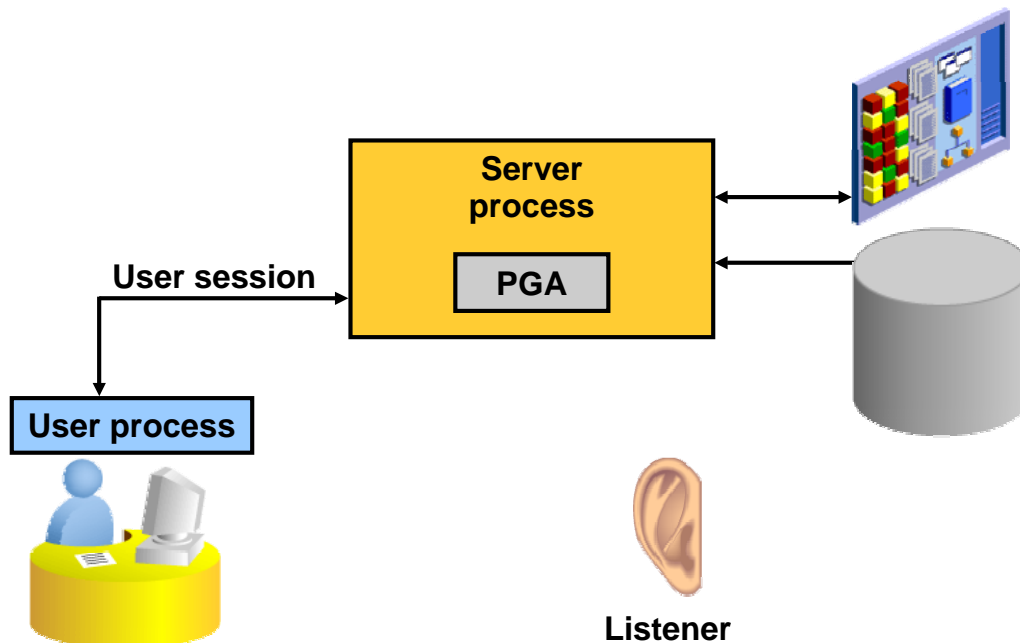 Server
process
PGA
User session
User process
Listener